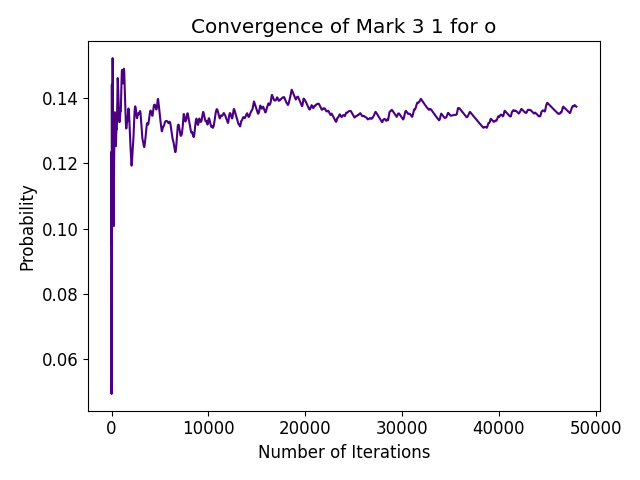 Convergence of Mark 3 1 for o
Probability
0.14
0.12
0.10
0.08
0.06
0 10000 20000 30000 40000 50000
Number of Iterations